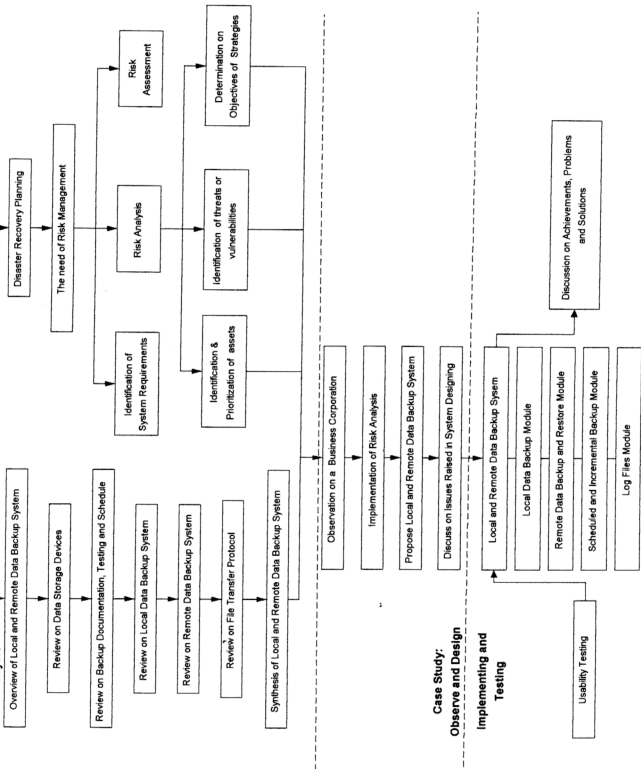 Overview of Local and Remote Data Backup System
Review on Data Storage Devices
Review on Backup Documentation, Testing and Schedule
Review on Local Data Backup System
Review on Remote Data Backup System
Review on File Transfer Protocol
Synthesis of Local and Remote Data Backup System
Disaster Recovery Planning
The need of Risk Management
Identification of
System Requirements
Risk Analysis
Risk
Assessment
Identification &
Prioritization of assets
Identification of threats or
vulnerabilities
Determination on
Objectives of Strategies
Case Study:
Observe and Design
Observation on a Business Corporation
Implementation of Risk Analysis
Propose Local and Remote Data Backup System
Discuss on Issues Raised in System Designing
Implementing and
Testing
Usability Testing
Local and Remote Data Backup Sysem
Local Data Backup Module
Remote Data Backup and Restore Module
Scheduled and Incremental Backup Module
Log Files Module
Discussion on Achievements, Problems
and Solutions